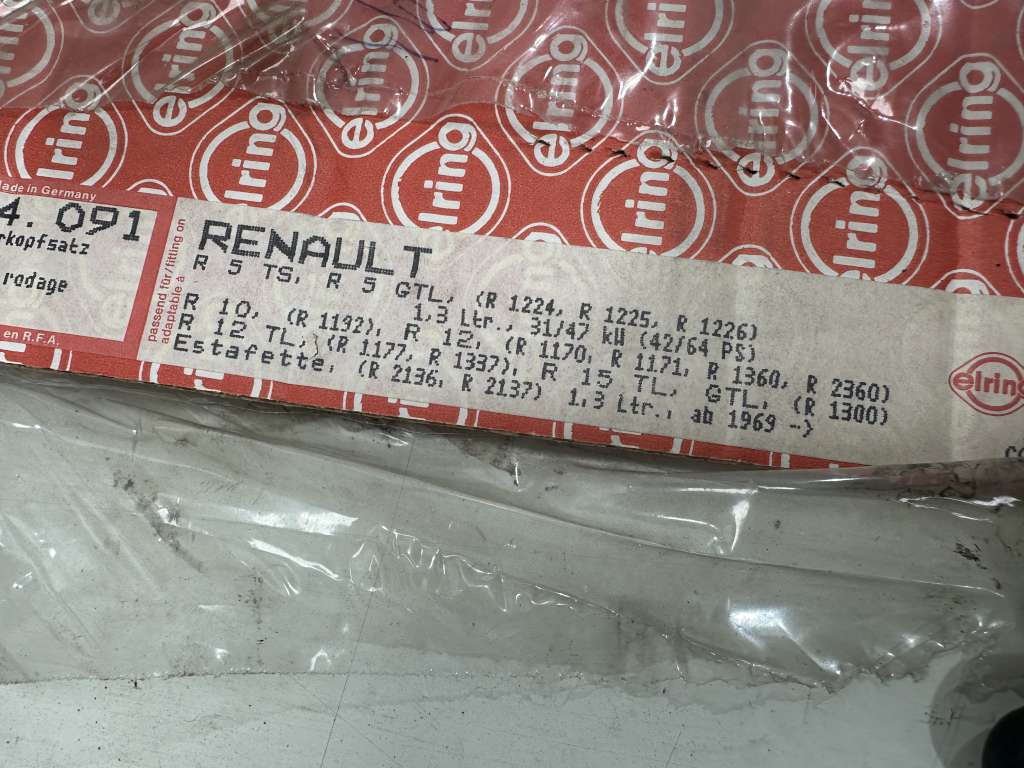 elring
Made in Germany
4.091
rkopfsatz
rodage
en R.F.A.
passend für/fitting on
adaptable à
RENAULT
R 5 TS, R 5 GTL, (R 1224, R 1225, R 1226)
1,3 Ltr., 31/47 kW (42/64 PS)
R 10, (R 1192), R 12, (R 1170, R 1171, R 1360, R 2360)
R 12 TL, (R 1177, R 1337), R 15 TL, GTL, (R 1300)
Estafette, (R 2136, R 2137) 1,3 Ltr., ab 1969 ->
elring